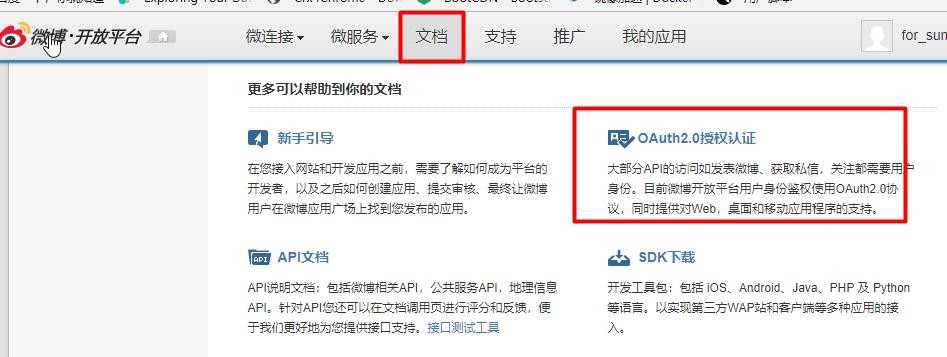 微博·开放平台 微连接 微服务 文档 支持 推广 我的应用 for_sum
更多可以帮助到你的文档
新手引导
在您接入网站和开发应用之前，需要了解如何成为平台的
开发者，以及之后如何创建应用、提交审核、最终让微博
用户在微博应用广场上找到您发布的应用。
OAuth2.0授权认证
大部分API的访问如发表微博、获取私信，关注都需要用户
身份。目前微博开放平台用户身份鉴权使用OAuth2.0协
议，同时提供对Web，桌面和移动应用程序的支持。
API文档
API说明文档：包括微博相关API，公共服务API，地理信息
API。针对API您还可以在文档调用页进行评分和反馈，便
于我们更好地为您提供接口支持。接口测试工具
SDK下载
开发工具包：包括 iOS、Android、Java、PHP 及 Python
等语言。以实现第三方WAP站和客户端等多种应用的接
入。